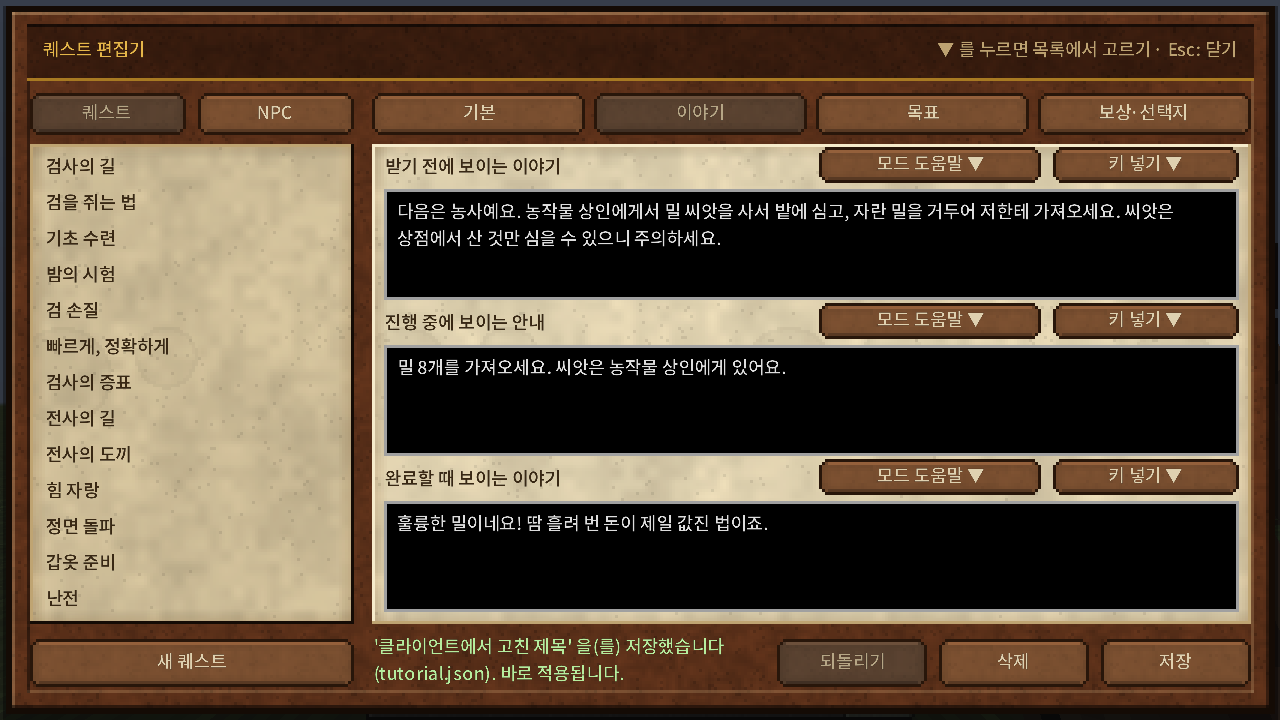 퀘스트 편집기
▼ 를 누르면 목록에서 고르기 · Esc: 닫기
퀘스트
NPC
기본
이야기
목표
보상·선택지
검사의 길
검을 쥐는 법
기초 수련
밤의 시험
검 손질
빠르게, 정확하게
검사의 증표
전사의 길
전사의 도끼
힘 자랑
정면 돌파
갑옷 준비
난전
새 퀘스트
받기 전에 보이는 이야기
모드 도움말 ▼
키 넣기 ▼
다음은 농사예요. 농작물 상인에게서 밀 씨앗을 사서 밭에 심고, 자란 밀을 거두어 저한테 가져오세요. 씨앗은
상점에서 산 것만 심을 수 있으니 주의하세요.
진행 중에 보이는 안내
모드 도움말 ▼
키 넣기 ▼
밀 8개를 가져오세요. 씨앗은 농작물 상인에게 있어요.
완료할 때 보이는 이야기
모드 도움말 ▼
키 넣기 ▼
훌륭한 밀이네요! 땀 흘려 번 돈이 제일 값진 법이죠.
'클라이언트에서 고친 제목' 을(를) 저장했습니다
(tutorial.json). 바로 적용됩니다.
되돌리기
삭제
저장